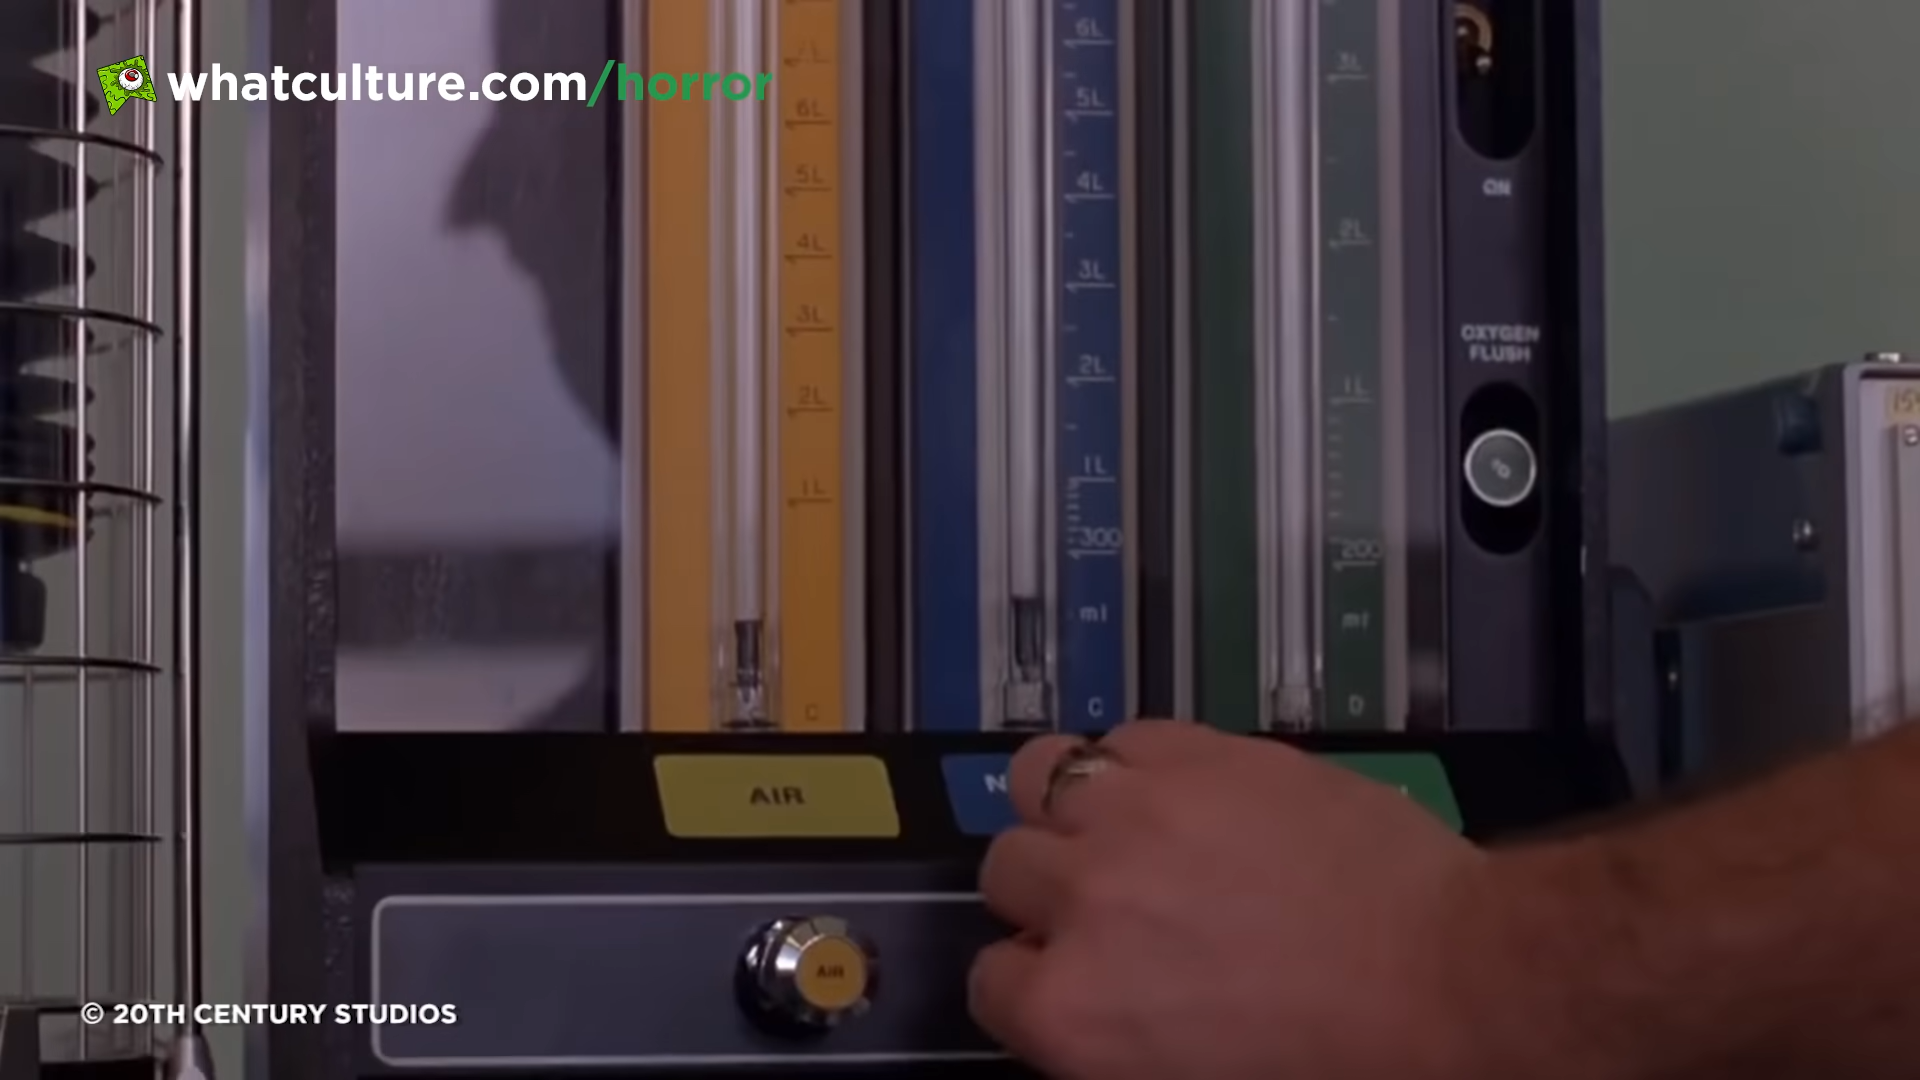 whatculture.com/horror
7L
6L
5L
4L
3L
2L
1L
C
6L
5L
4L
3L
2L
1L
300
ml
C
3L
2L
1L
200
ml
D
ON
OXYGEN
FLUSH
O2
AIR
N
AIR
© 20TH CENTURY STUDIOS